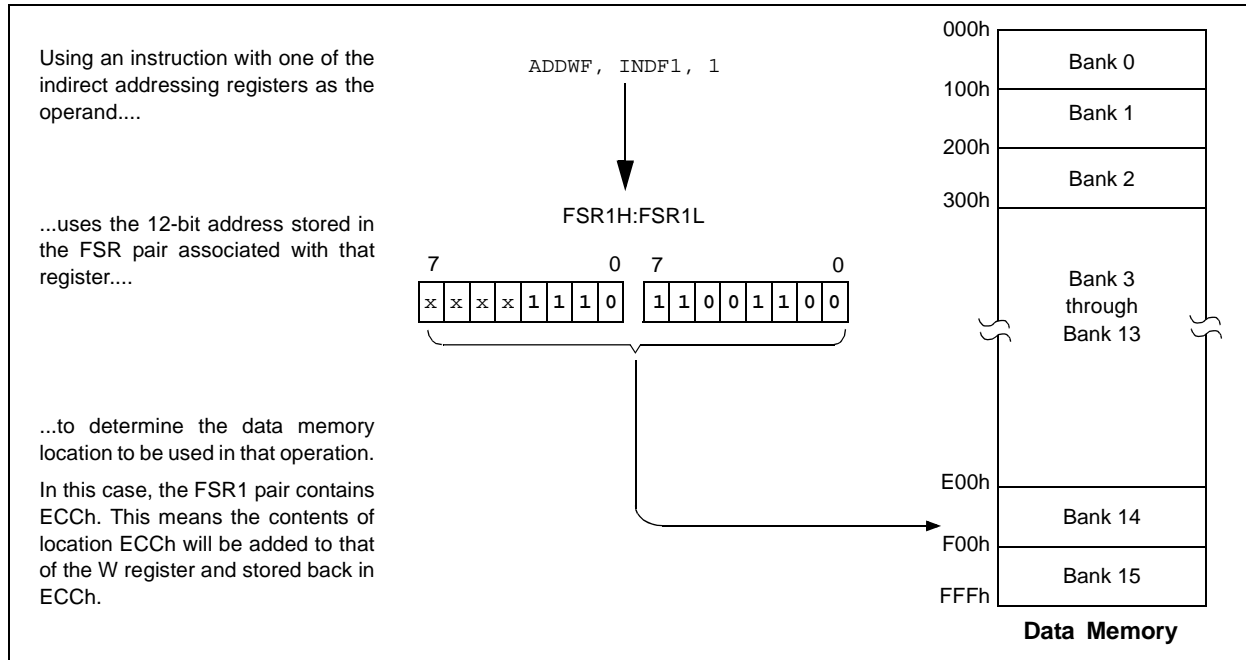 Using an instruction with one of the
indirect addressing registers as the
operand....
ADDWF, INDF1, 1
...uses the 12-bit address stored in
the FSR pair associated with that
register....
FSR1H:FSR1L
7 0 7 0
x x x x 1 1 1 0 1 1 0 0 1 1 0 0
...to determine the data memory
location to be used in that operation.
In this case, the FSR1 pair contains
ECCh. This means the contents of
location ECCh will be added to that
of the W register and stored back in
ECCh.
000h
Bank 0
100h
Bank 1
200h
Bank 2
300h
Bank 3
through
Bank 13
E00h
Bank 14
F00h
Bank 15
FFFh
Data Memory